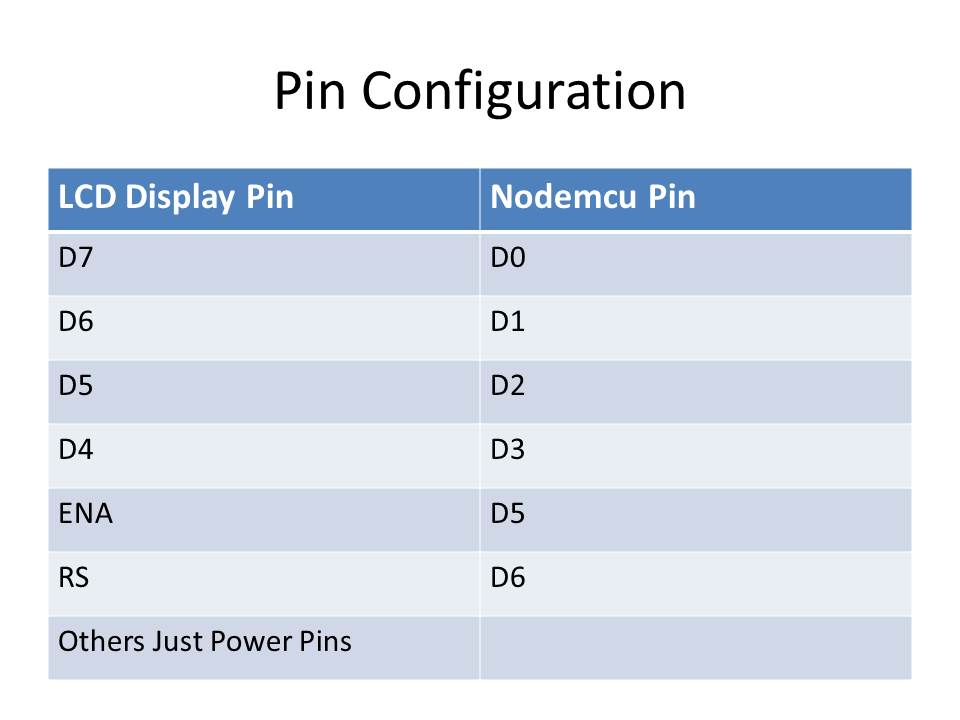 Pin Configuration
LCD Display Pin Nodemcu Pin
D7 D0
D6 D1
D5 D2
D4 D3
ENA D5
RS D6
Others Just Power Pins